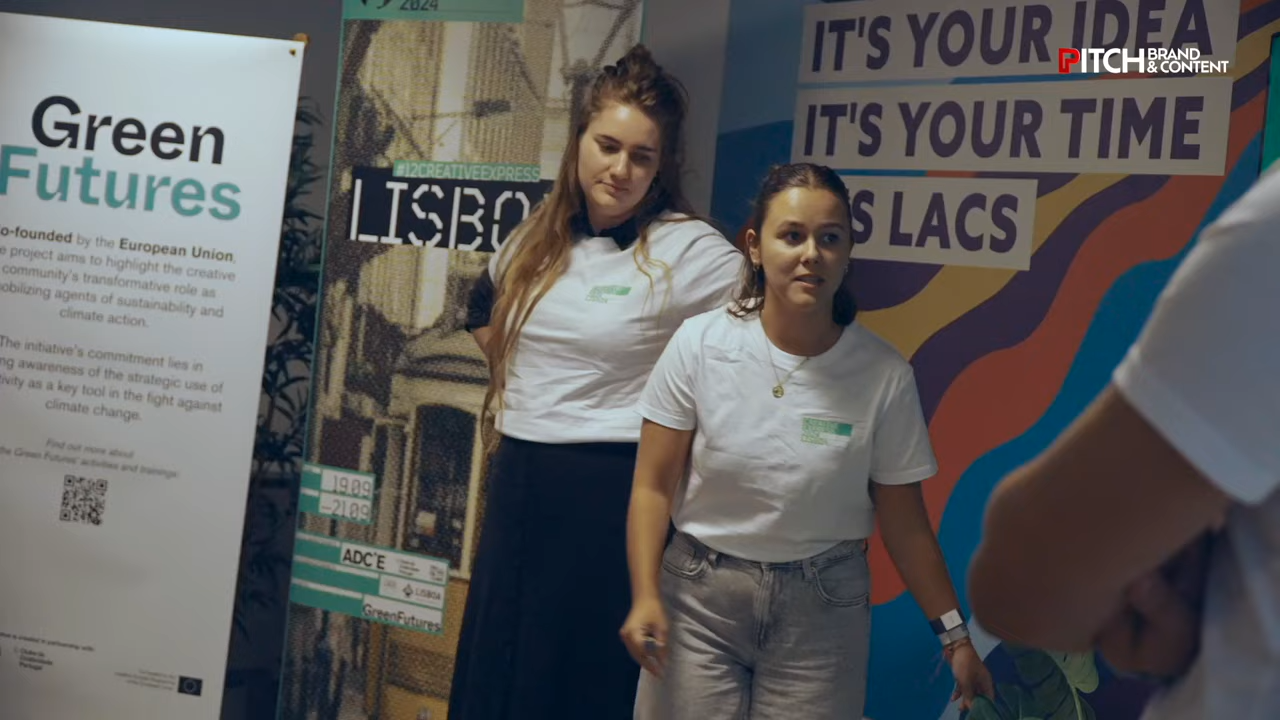 2024
IT'S YOUR IDEA
PITCH BRAND
& CONTENT
IT'S YOUR TIME
S LACS
Green
Futures
o-founded by the European Union,
e project aims to highlight the creative
community's transformative role as
obilizing agents of sustainability and
climate action.
The initiative's commitment lies in
ng awareness of the strategic use of
tivity as a key tool in the fight against
climate change.
Find out more about
the Green Futures' activities and trainings:
#12CREATIVEEXPRESS
LISBO
19.09
—21.09
ADC*E
LISBOA
GreenFutures
Clube da
Criatividade
Portugal